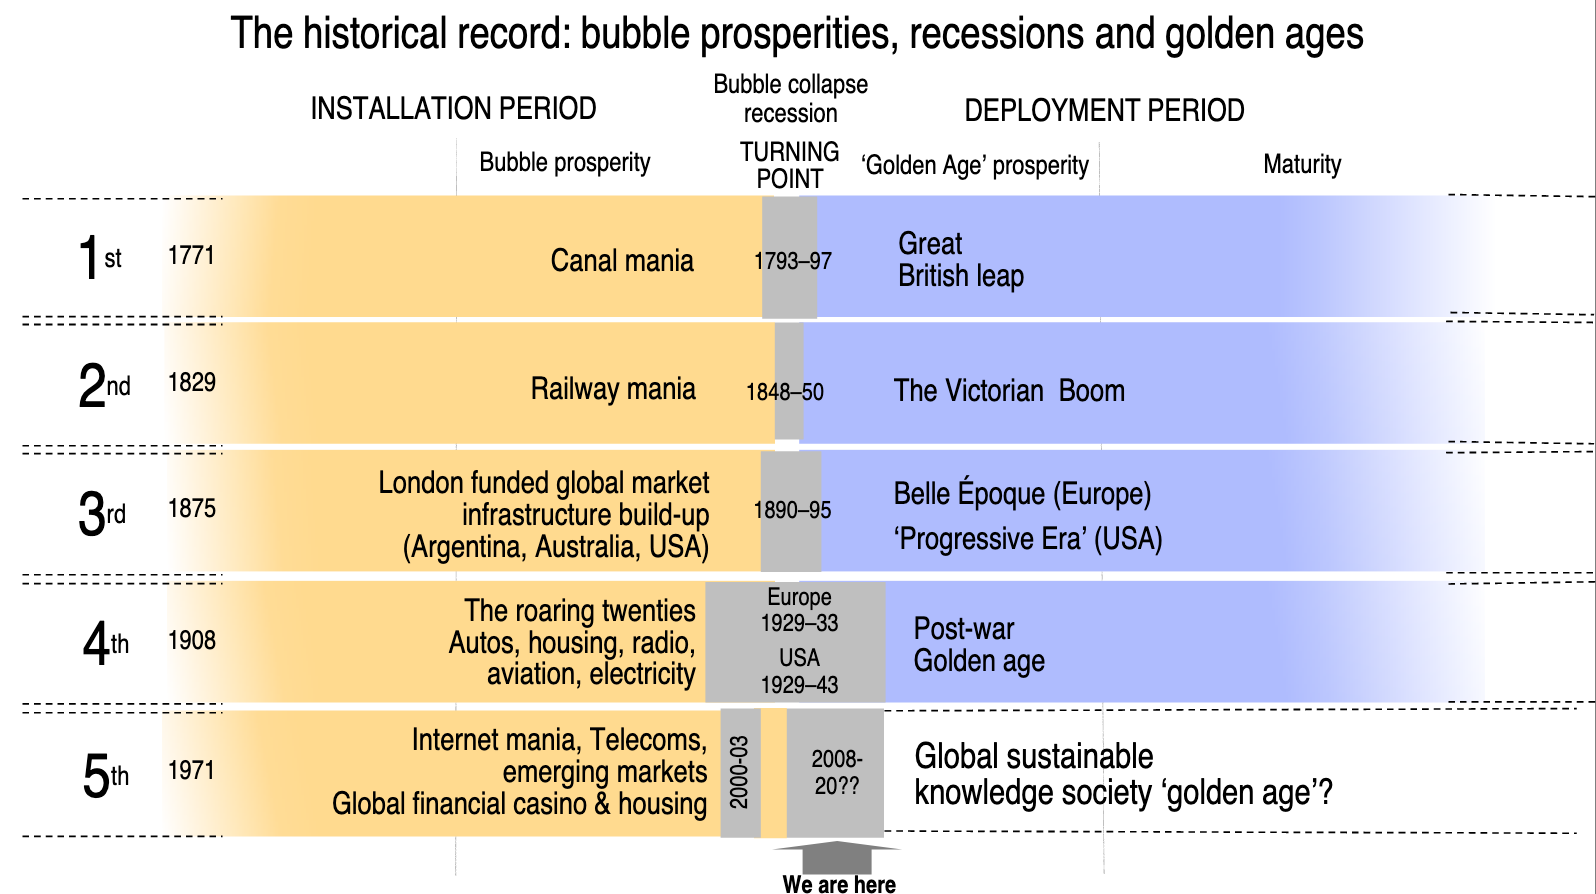 The historical record: bubble prosperities, recessions and golden ages
INSTALLATION PERIOD
Bubble collapse
recession
DEPLOYMENT PERIOD
Bubble prosperity
TURNING
POINT
‘Golden Age’ prosperity
Maturity
1st
1771
Canal mania
1793–97
Great
British leap
2nd
1829
Railway mania
1848–50
The Victorian Boom
3rd
1875
London funded global market
infrastructure build-up
(Argentina, Australia, USA)
1890–95
Belle Époque (Europe)
‘Progressive Era’ (USA)
4th
1908
The roaring twenties
Autos, housing, radio,
aviation, electricity
Europe
1929–33
USA
1929–43
Post-war
Golden age
5th
1971
Internet mania, Telecoms,
emerging markets
Global financial casino & housing
2000-03
2008-
20??
Global sustainable
knowledge society ‘golden age’?
We are here